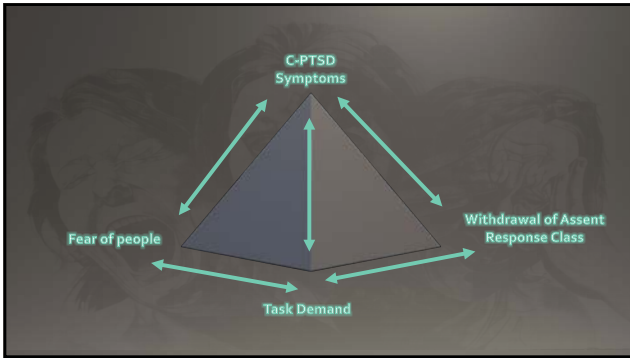 C-PTSD
Symptoms
Fear of people
Withdrawal of Assent
Response Class
Task Demand